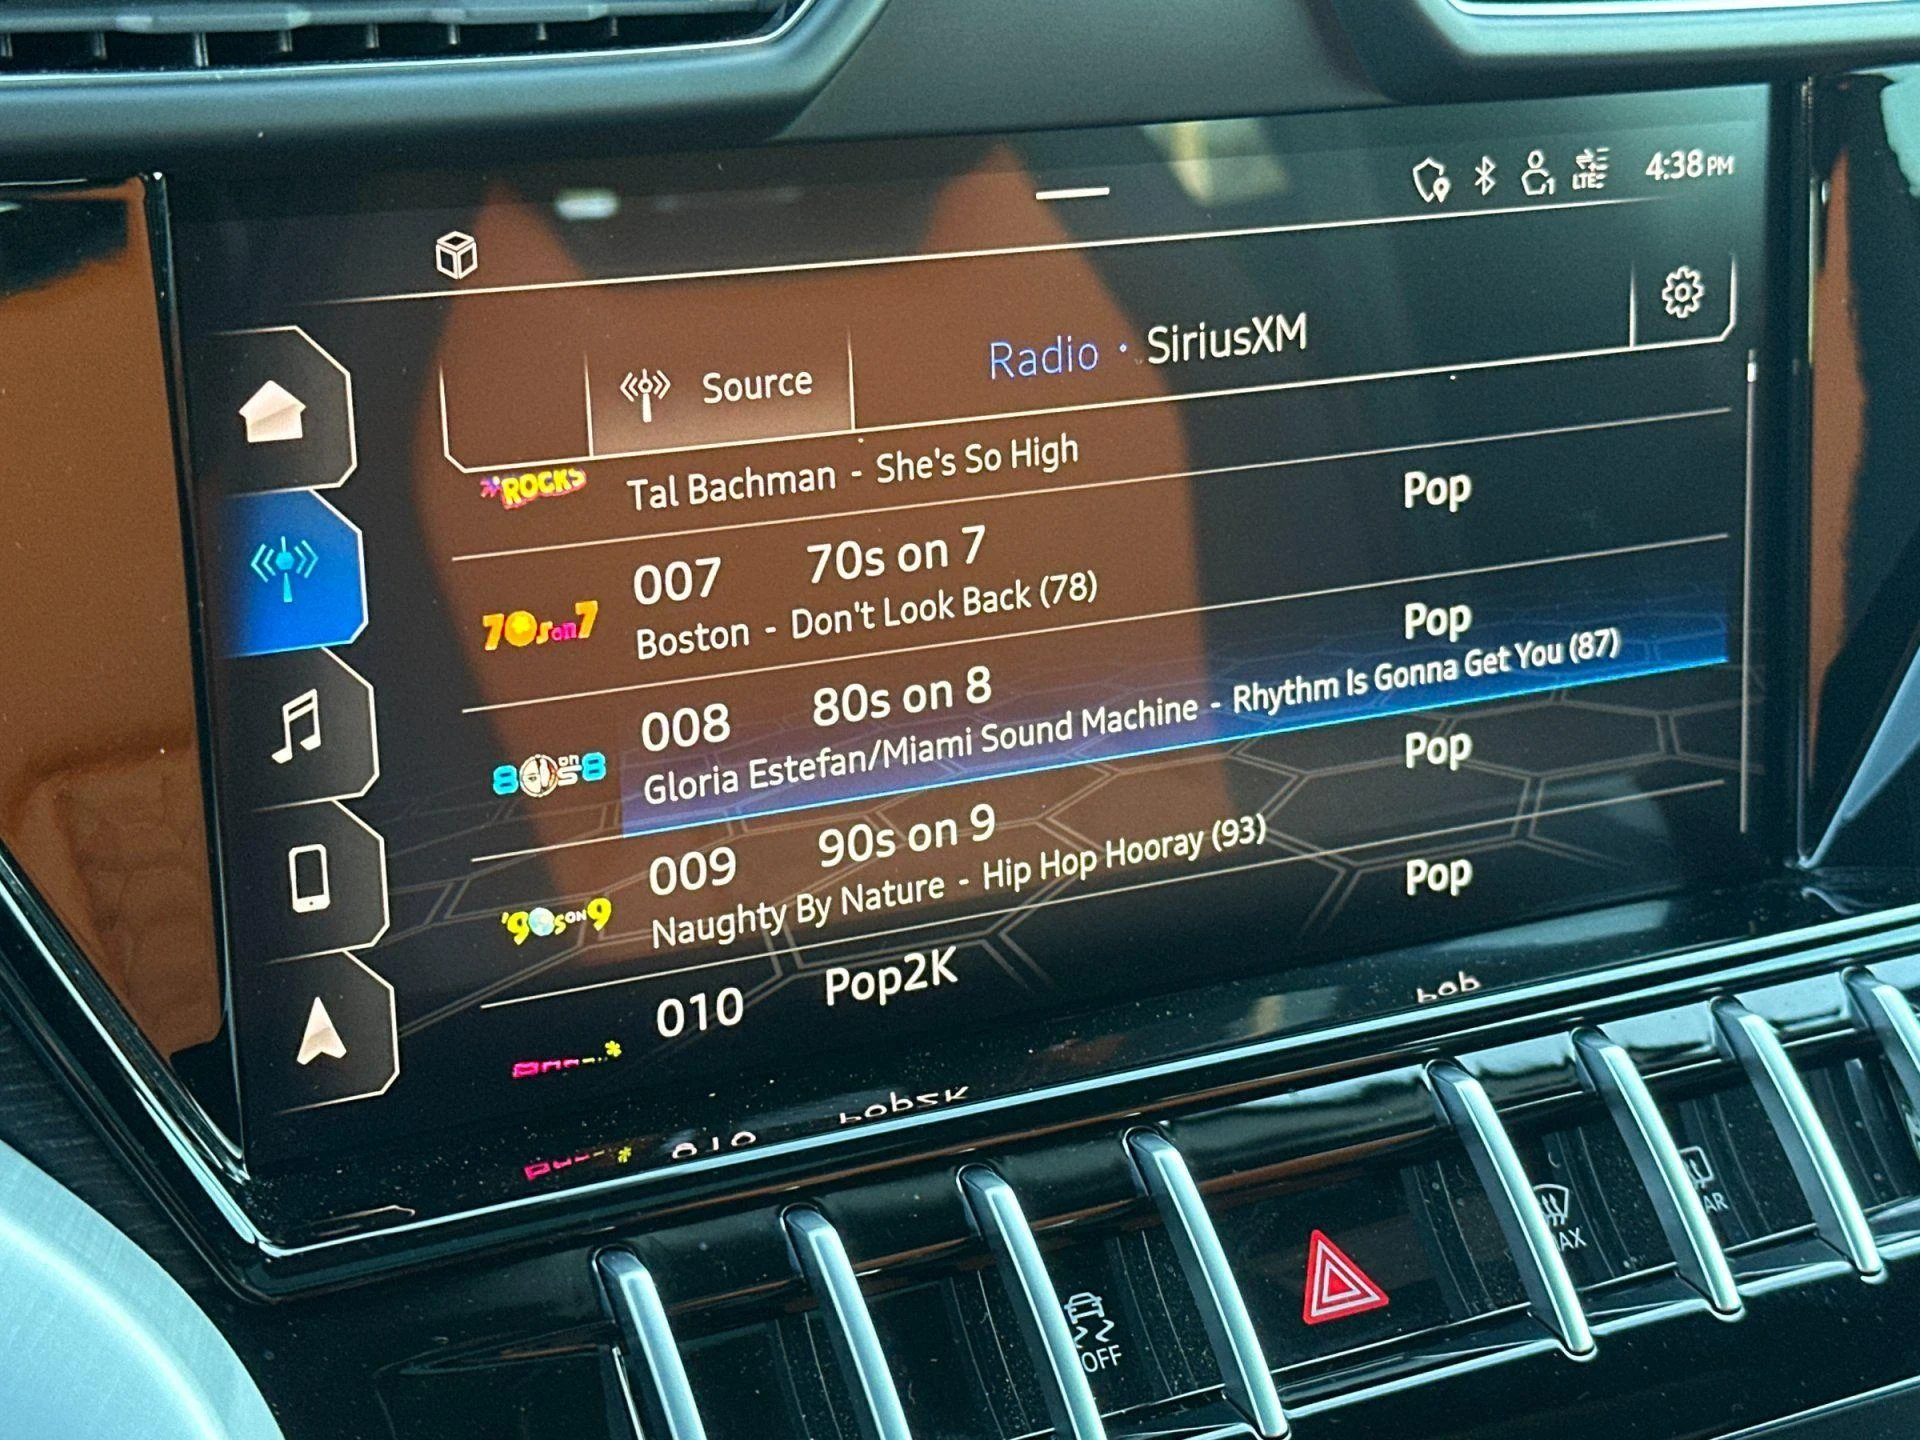 4:38PM
LTE
Source
Radio · SiriusXM
ROCKS
Tal Bachman - She's So High
Pop
007 70s on 7
70s on 7
Boston - Don't Look Back (78)
Pop
008 80s on 8
80s on 8
Gloria Estefan/Miami Sound Machine - Rhythm Is Gonna Get You (87)
Pop
009 90s on 9
'90s ON 9
Naughty By Nature - Hip Hop Hooray (93)
Pop
010 Pop2K
OFF